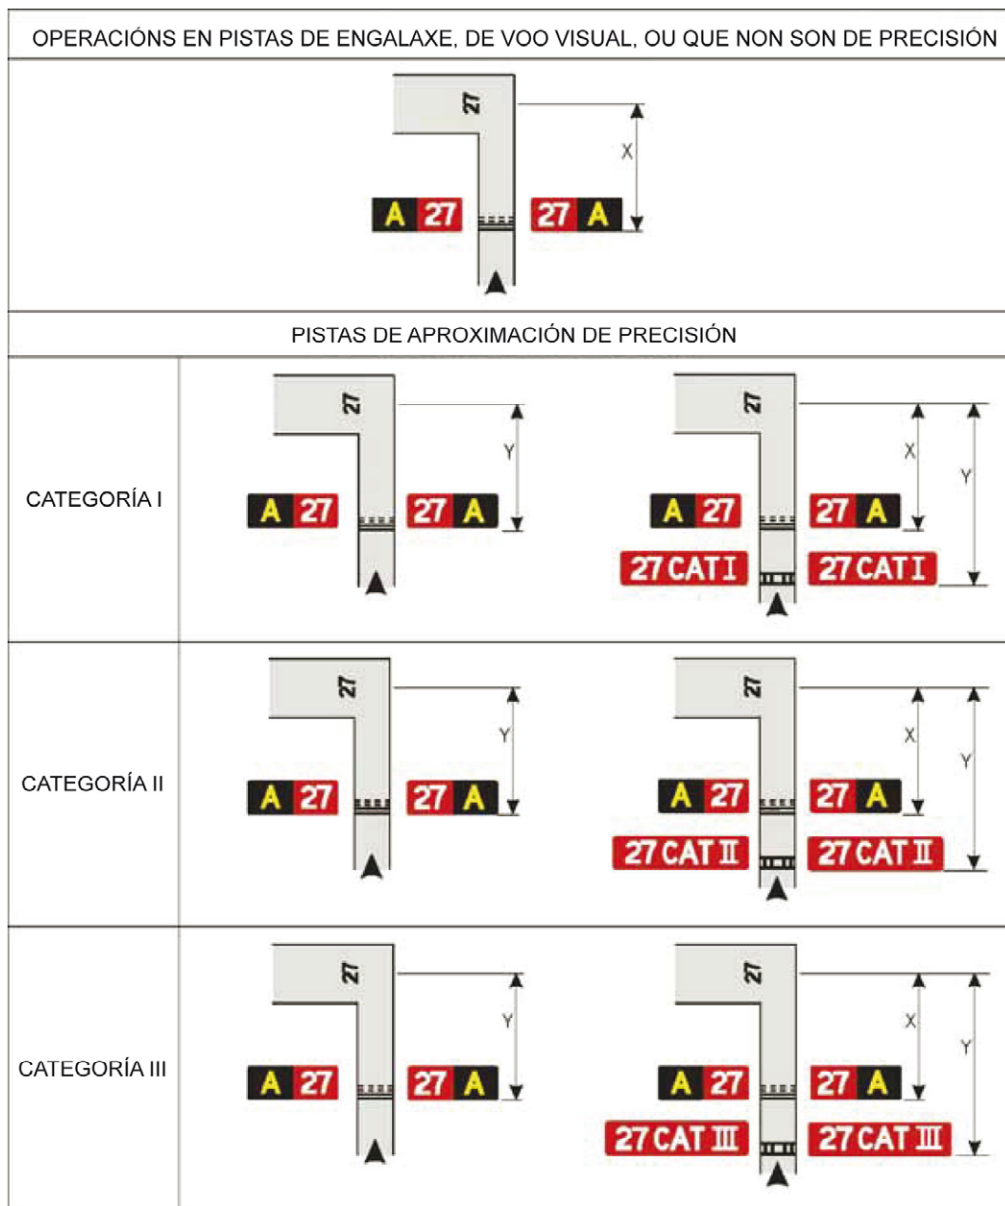 OPERACIÓNS EN PISTAS DE ENGALAXE, DE VOO VISUAL, OU QUE NON SON DE PRECISIÓN
27
X
A 27 27 A
PISTAS DE APROXIMACIÓN DE PRECISIÓN
CATEGORÍA I
27
Y
A 27 27 A
27
X
Y
A 27 27 A
27 CAT I 27 CAT I
CATEGORÍA II
27
Y
A 27 27 A
27
X
Y
A 27 27 A
27 CAT II 27 CAT II
CATEGORÍA III
27
Y
A 27 27 A
27
X
Y
A 27 27 A
27 CAT III 27 CAT III